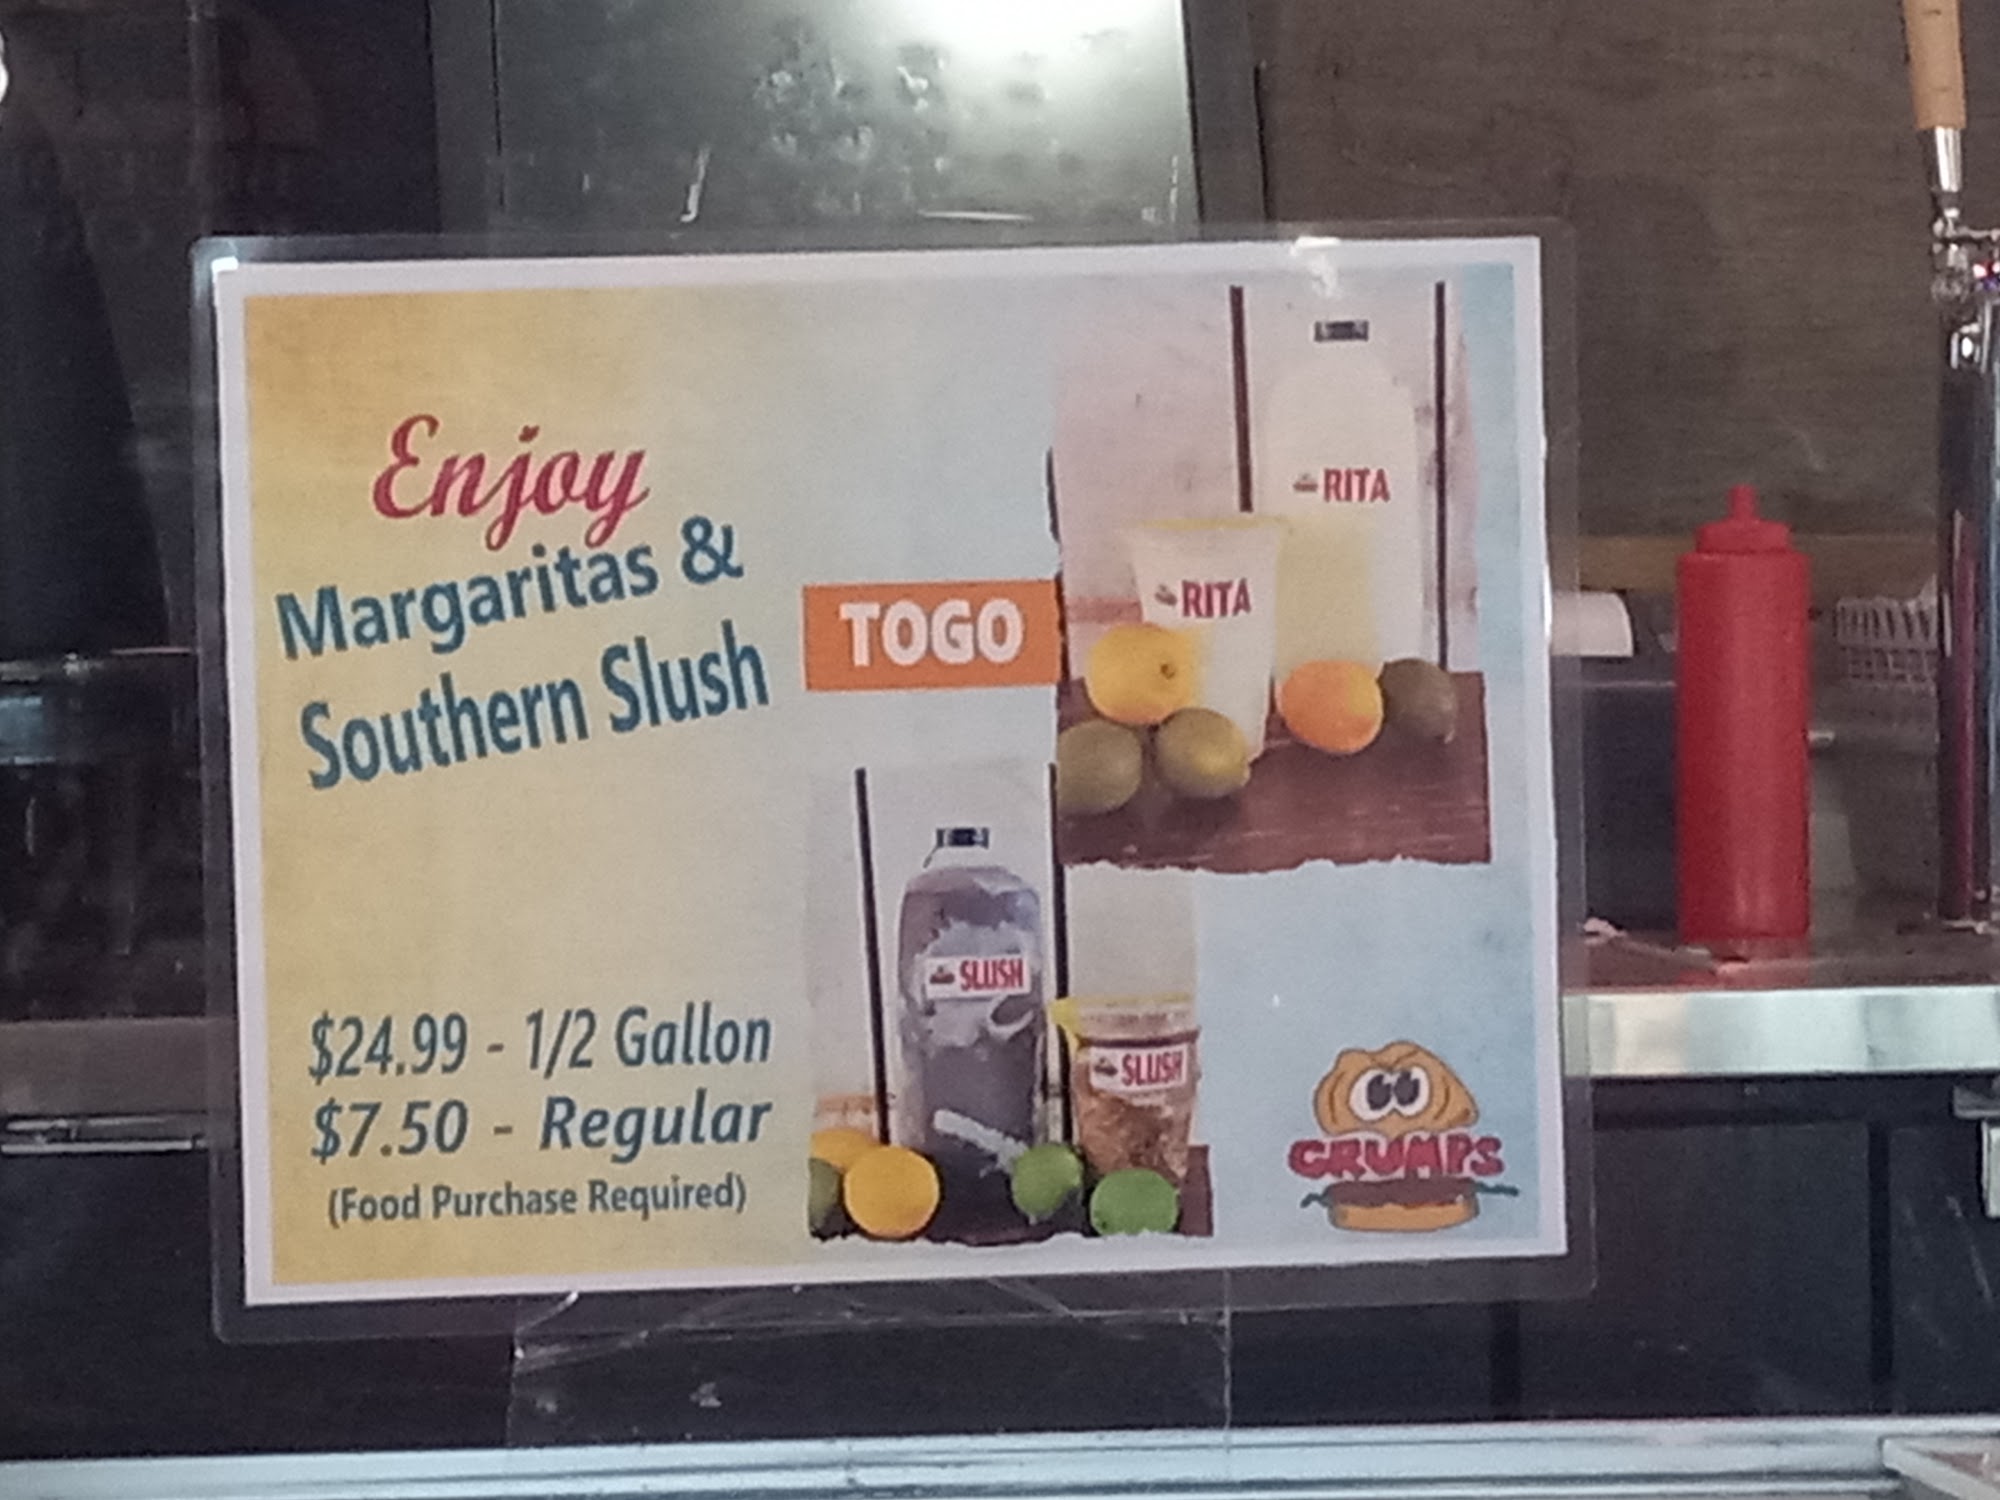 Enjoy
Margaritas &
Southern Slush
TOGO
RITA
RITA
SLUSH
SLUSH
$24.99 - 1/2 Gallon
$7.50 - Regular
(Food Purchase Required)
GRUMPS